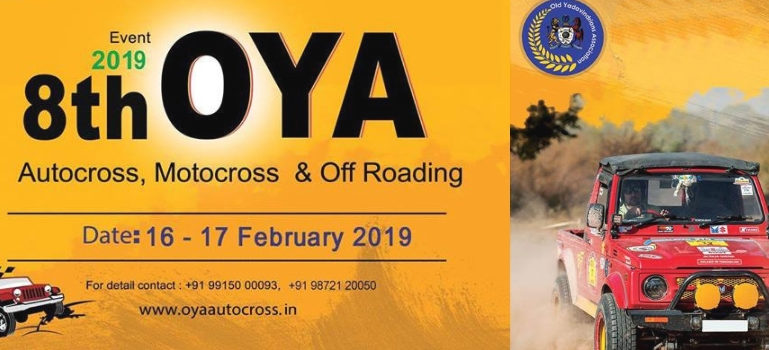 Event
2019
8th OYA
Autocross, Motocross & Off Roading
Date: 16 - 17 February 2019
For detail contact : +91 99150 00093, +91 98721 20050
www.oyaautocross.in
Old Yadavindrians Association